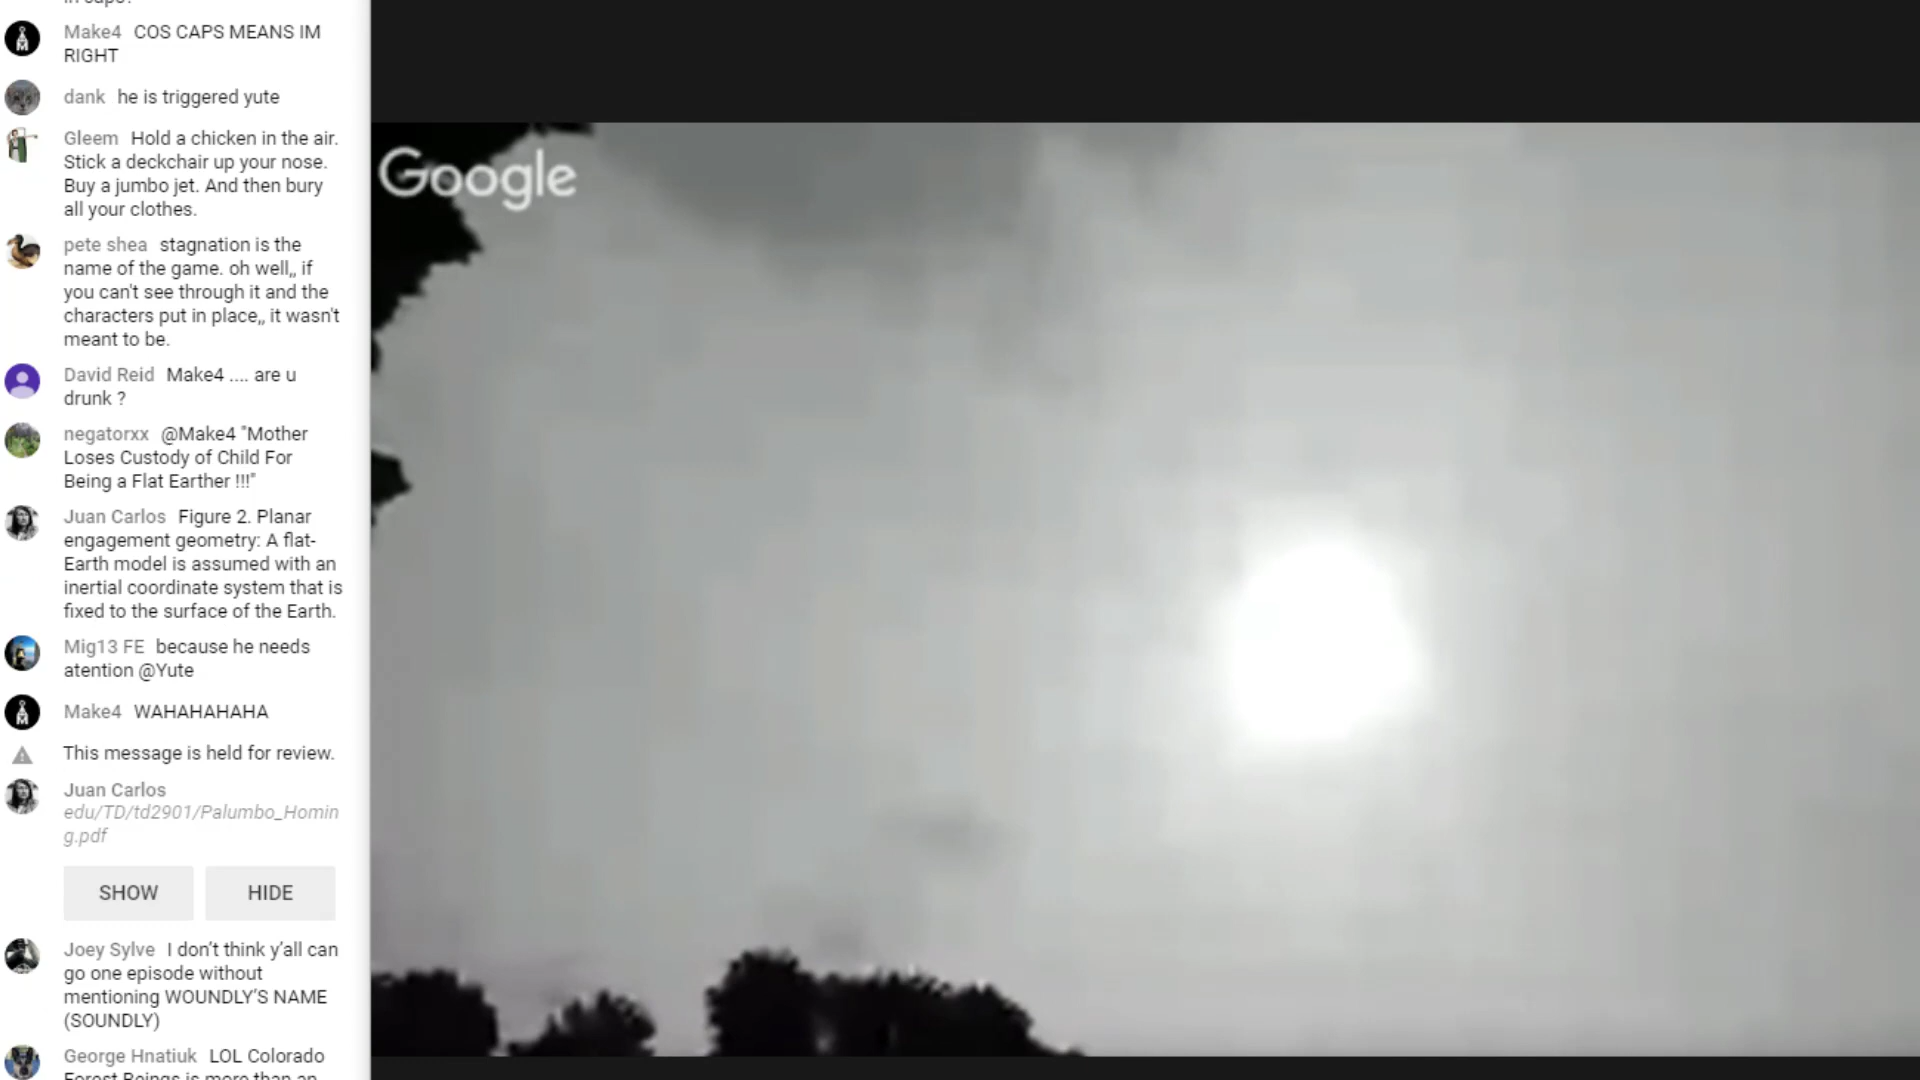 Make4 COS CAPS MEANS IM
RIGHT
dank he is triggered yute
Gleem Hold a chicken in the air.
Stick a deckchair up your nose.
Buy a jumbo jet. And then bury
all your clothes.
pete shea stagnation is the
name of the game. oh well,, if
you can't see through it and the
characters put in place,, it wasn't
meant to be.
David Reid Make4 .... are u
drunk ?
negatorxx @Make4 "Mother
Loses Custody of Child For
Being a Flat Earther !!!"
Juan Carlos Figure 2. Planar
engagement geometry: A flat-
Earth model is assumed with an
inertial coordinate system that is
fixed to the surface of the Earth.
Mig13 FE because he needs
atention @Yute
Make4 WAHAHAHAHA
This message is held for review.
Juan Carlos
edu/TD/td2901/Palumbo_Homin
g.pdf
SHOW HIDE
Joey Sylve I don’t think y’all can
go one episode without
mentioning WOUNDLY’S NAME
(SOUNDLY)
George Hnatiuk LOL Colorado
Forest Beings is more than an
Google